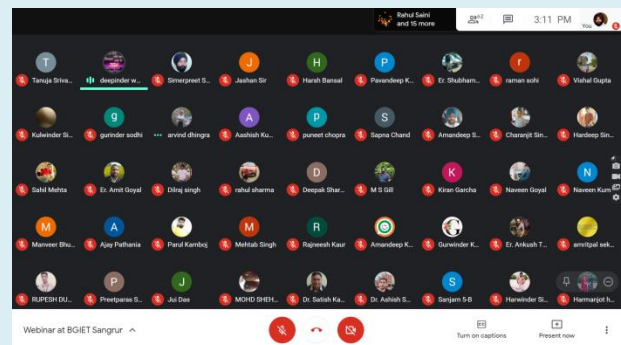 Rahul Saini
and 15 more
62
3:11 PM
You
T
J
H
P
r
Tanuja Sriva...
deepinder w...
Simerpreet S...
Jashan Sir
Harsh Bansal
Pavandeep K...
Er. Shubham...
raman sohi
Vishal Gupta
g
A
p
S
Kulwinder Si...
gurinder sodhi
arvind dhingra
Aashish Ku...
puneet chopra
Sapna Chand
Amandeep S...
Charanjit Sin...
Hardeep Sin...
D
K
N
Sahil Mehta
Er. Amit Goyal
Dilraj singh
rahul sharma
Deepak Shar...
M S Gill
Kiran Garcha
Naveen Goyal
Naveen Kum
M
A
M
R
Manveer Bhu...
Ajay Pathania
Parul Kamboj
Mehtab Singh
Rajneesh Kaur
Amandeep K...
Gurwinder K...
Er. Ankush T...
amritpal sek...
P
J
S
RUPESH DU...
Preetparas S...
Jui Das
MOHD SHEH...
Dr. Satish Ka...
Dr. Ashish S...
Sanjam 5-B
Harwinder Si...
Harmanjot h...
Webinar at BGIET Sangrur
Turn on captions
Present now